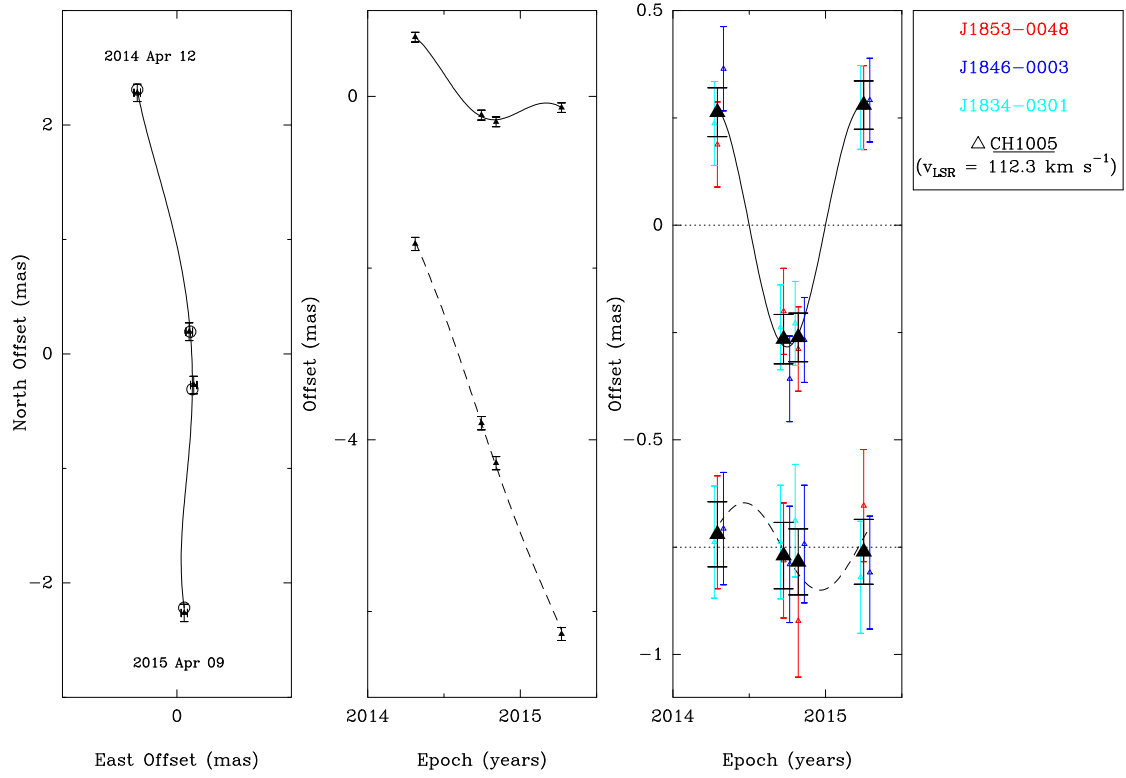 2014 Apr 12
2015 Apr 09
2
0
−2
North Offset (mas)
0
East Offset (mas)
0
−4
Offset (mas)
2014
2015
Epoch (years)
0.5
0
−0.5
−1
Offset (mas)
2014
2015
Epoch (years)
J1853−0048
J1846−0003
J1834−0301
△ CH1005
(v_LSR = 112.3 km s⁻¹)